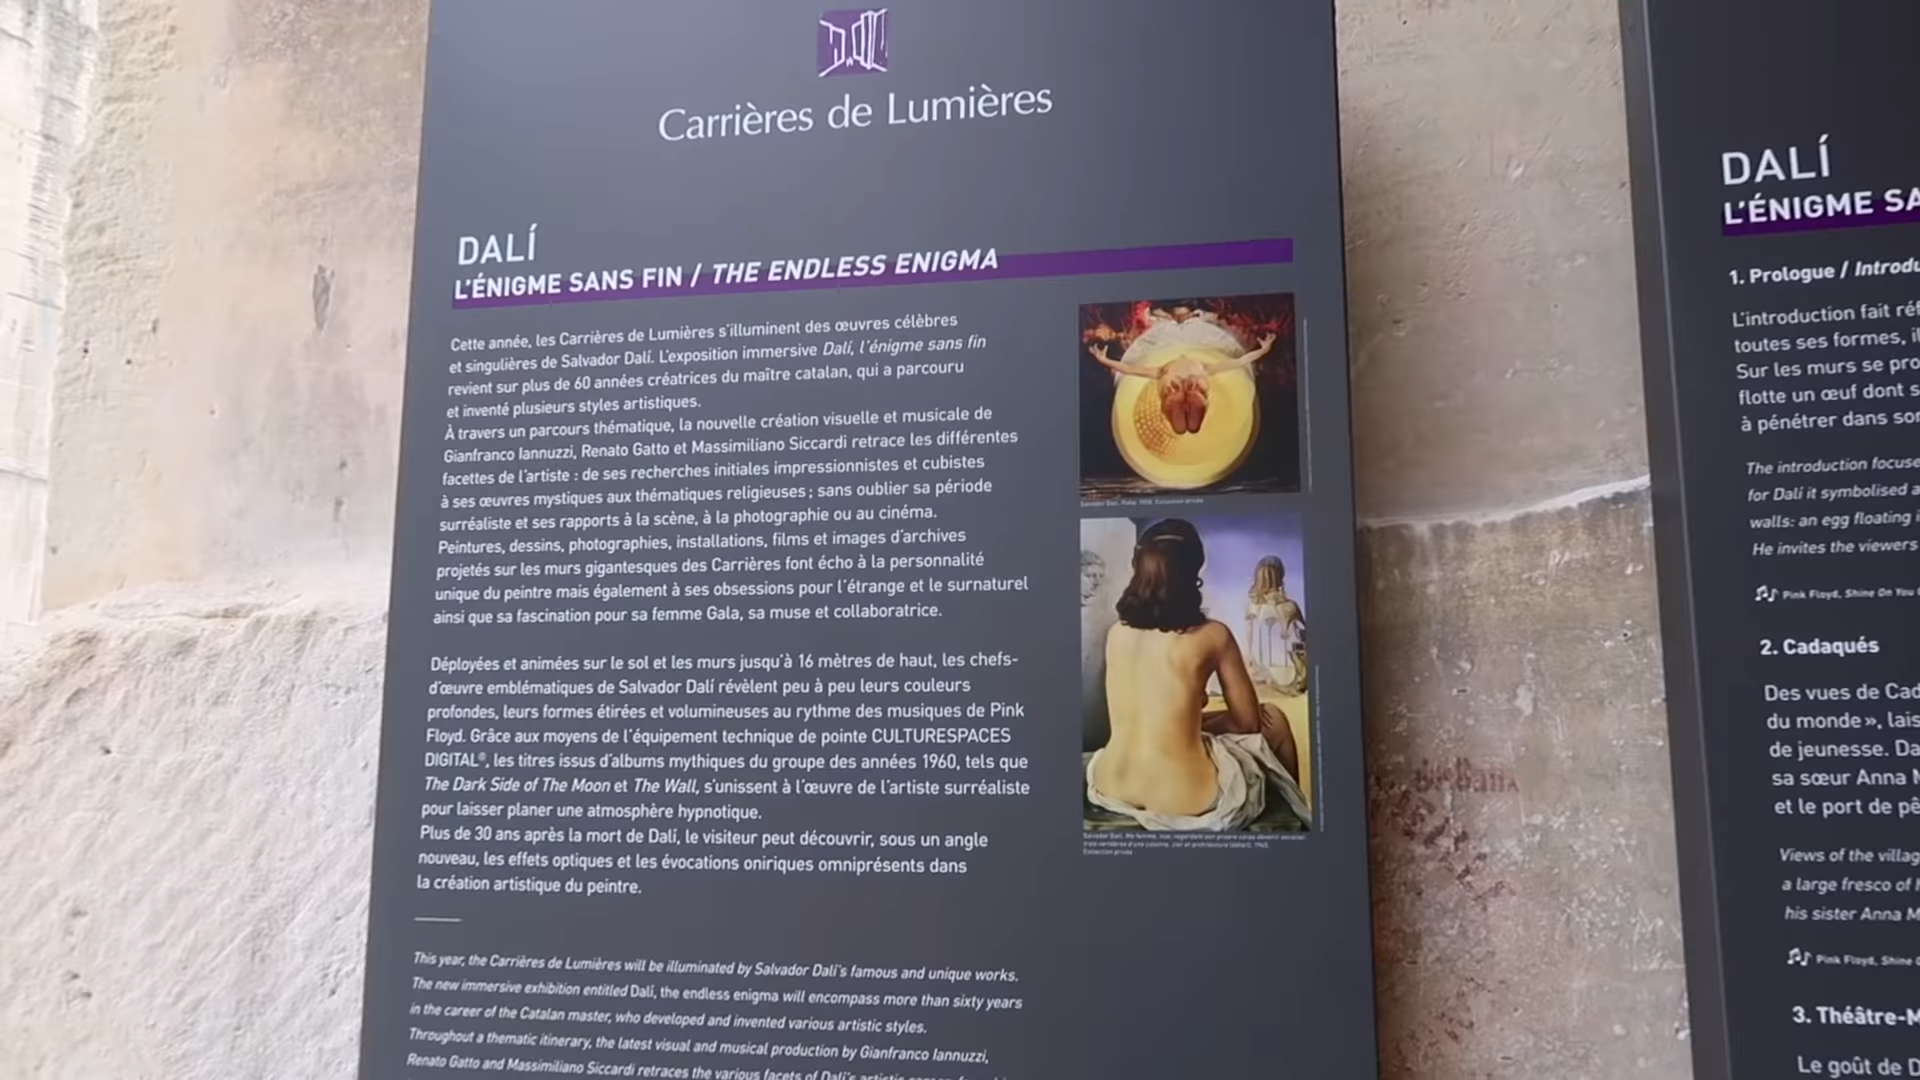 Carrières de Lumières
DALÍ
L'ÉNIGME SANS FIN / THE ENDLESS ENIGMA
Cette année, les Carrières de Lumières s'illuminent des œuvres célèbres
et singulières de Salvador Dalí. L'exposition immersive Dalí, l'énigme sans fin
revient sur plus de 60 années créatrices du maître catalan, qui a parcouru
et inventé plusieurs styles artistiques.
À travers un parcours thématique, la nouvelle création visuelle et musicale de
Gianfranco Iannuzzi, Renato Gatto et Massimiliano Siccardi retrace les différentes
facettes de l'artiste : de ses recherches initiales impressionnistes et cubistes
à ses œuvres mystiques aux thématiques religieuses ; sans oublier sa période
surréaliste et ses rapports à la scène, à la photographie ou au cinéma.
Peintures, dessins, photographies, installations, films et images d'archives
projetés sur les murs gigantesques des Carrières font écho à la personnalité
unique du peintre mais également à ses obsessions pour l'étrange et le surnaturel
ainsi que sa fascination pour sa femme Gala, sa muse et collaboratrice.
Déployées et animées sur le sol et les murs jusqu'à 16 mètres de haut, les chefs-
d'œuvre emblématiques de Salvador Dalí révèlent peu à peu leurs couleurs
profondes, leurs formes étirées et volumineuses au rythme des musiques de Pink
Floyd. Grâce aux moyens de l'équipement technique de pointe CULTURESPACES
DIGITAL®, les titres issus d'albums mythiques du groupe des années 1960, tels que
The Dark Side of The Moon et The Wall, s'unissent à l'œuvre de l'artiste surréaliste
pour laisser planer une atmosphère hypnotique.
Plus de 30 ans après la mort de Dalí, le visiteur peut découvrir, sous un angle
nouveau, les effets optiques et les évocations oniriques omniprésents dans
la création artistique du peintre.
This year, the Carrières de Lumières will be illuminated by Salvador Dalí's famous and unique works.
The new immersive exhibition entitled Dalí, the endless enigma will encompass more than sixty years
in the career of the Catalan master, who developed and invented various artistic styles.
Throughout a thematic itinerary, the latest visual and musical production by Gianfranco Iannuzzi,
Renato Gatto and Massimiliano Siccardi retraces the various facets of Dalí's artistic
DALÍ
L'ÉNIGME SA
1. Prologue / Introdu
L'introduction fait réf
toutes ses formes, il
Sur les murs se pro
flotte un œuf dont s
à pénétrer dans son
The introduction focuse
for Dalí it symbolised a
walls: an egg floating i
He invites the viewers
Pink Floyd, Shine On You
2. Cadaqués
Des vues de Cad
du monde », lais
de jeunesse. Da
sa sœur Anna M
et le port de pê
Views of the villag
a large fresco of h
his sister Anna M
Pink Floyd, Shine
3. Théâtre-M
Le goût de D